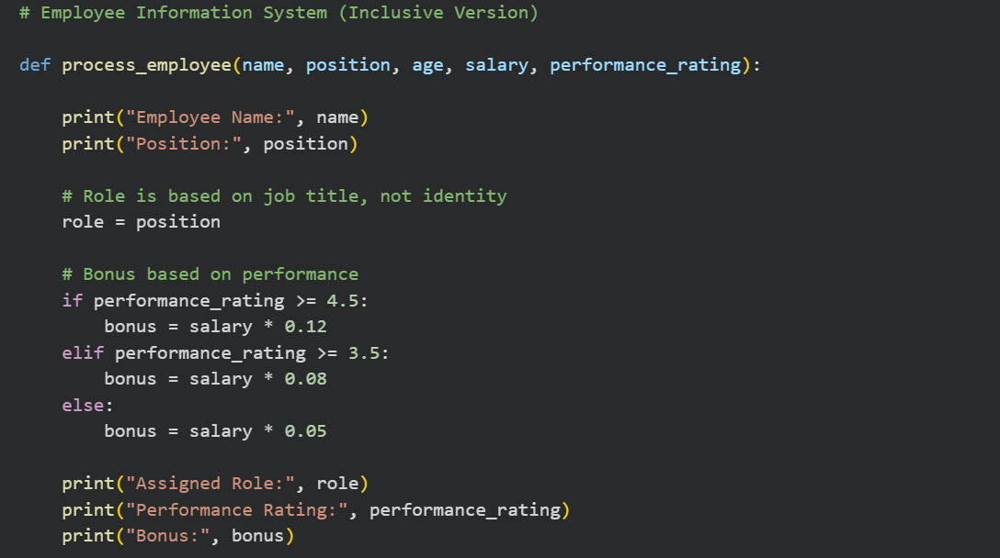 # Employee Information System (Inclusive Version)
def process_employee(name, position, age, salary, performance_rating):
    print("Employee Name:", name)
    print("Position:", position)
    # Role is based on job title, not identity
    role = position
    # Bonus based on performance
    if performance_rating >= 4.5:
        bonus = salary * 0.12
    elif performance_rating >= 3.5:
        bonus = salary * 0.08
    else:
        bonus = salary * 0.05
    print("Assigned Role:", role)
    print("Performance Rating:", performance_rating)
    print("Bonus:", bonus)